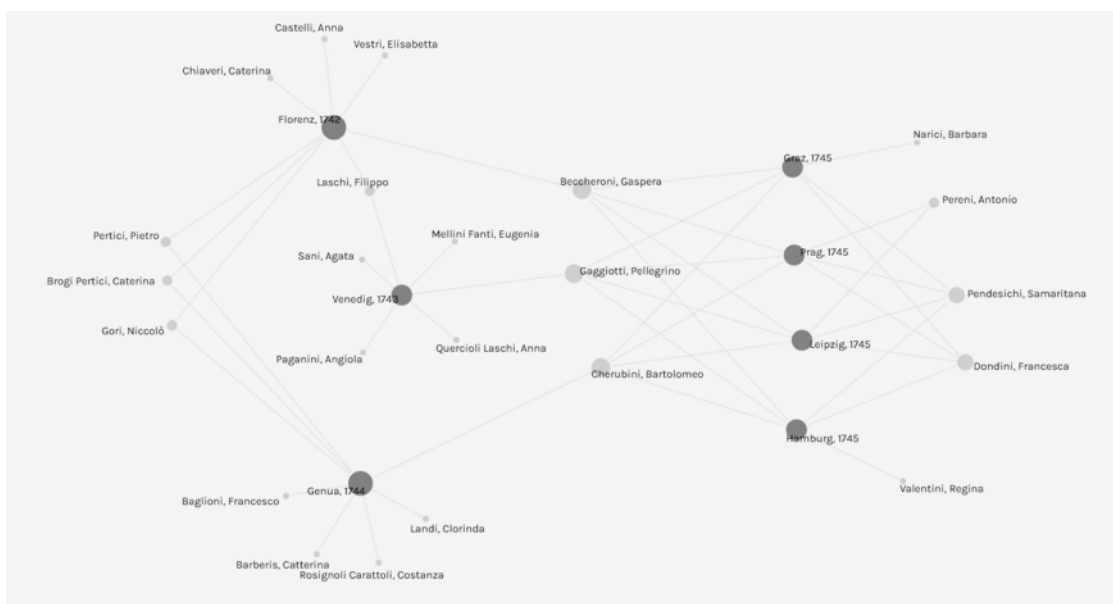 Castelli, Anna
Vestri, Elisabetta
Chiaveri, Caterina
Florenz, 1742
Narici, Barbara
Graz, 1745
Laschi, Filippo
Beccheroni, Gaspera
Pereni, Antonio
Pertici, Pietro
Mellini Fanti, Eugenia
Prag, 1745
Sani, Agata
Brogi Pertici, Caterina
Gaggiotti, Pellegrino
Pendesichi, Samaritana
Venedig, 1743
Gori, Niccolò
Quercioli Laschi, Anna
Leipzig, 1745
Paganini, Angiola
Cherubini, Bartolomeo
Dondini, Francesca
Hamburg, 1745
Genua, 1744
Valentini, Regina
Baglioni, Francesco
Landi, Clorinda
Barberis, Catterina
Rosignoli Carattoli, Costanza